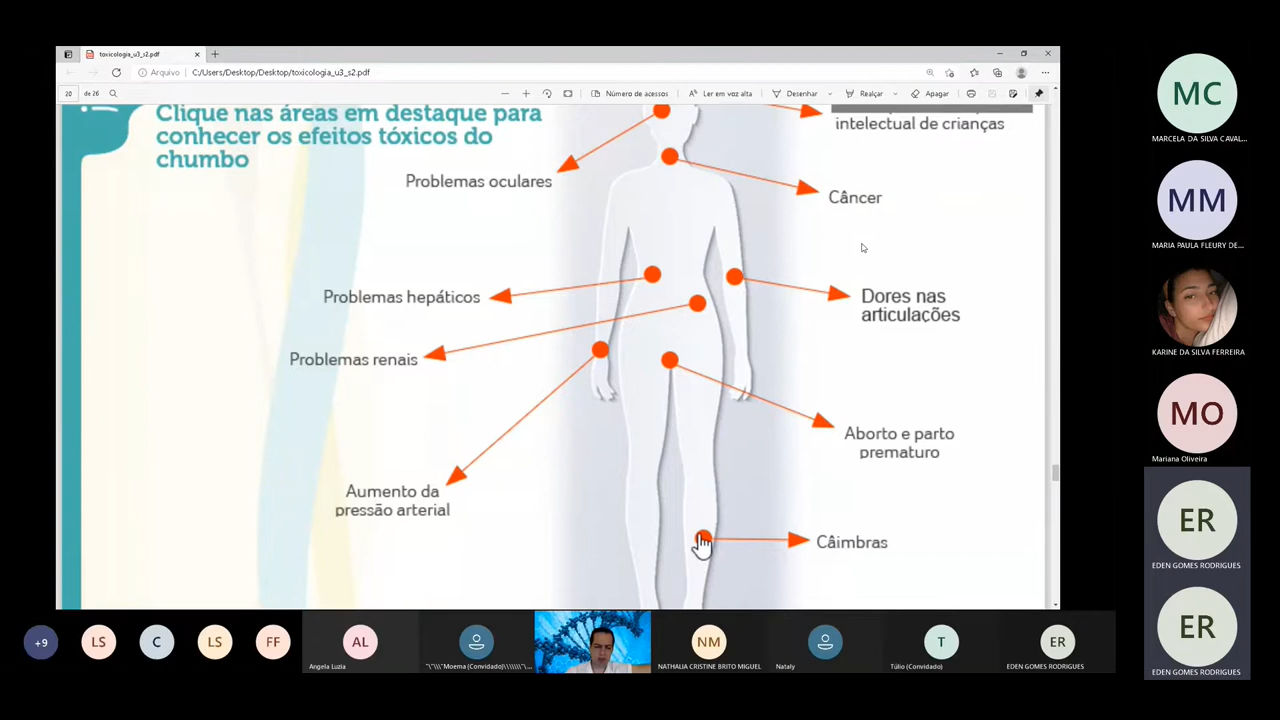 toxicologia_u3_s2.pdf
Arquivo
C:/Users/Desktop/Desktop/toxicologia_u3_s2.pdf
20 de 26
Número de acessos
Ler em voz alta
Desenhar
Realçar
Apagar
Clique nas áreas em destaque para
conhecer os efeitos tóxicos do
chumbo
intelectual de crianças
Problemas oculares
Câncer
Problemas hepáticos
Dores nas
articulações
Problemas renais
Aborto e parto
prematuro
Aumento da
pressão arterial
Câimbras
MC
MARCELA DA SILVA CAVAL...
MM
MARIA PAULA FLEURY DE...
KARINE DA SILVA FERREIRA
MO
Mariana Oliveira
ER
EDEN GOMES RODRIGUES
ER
EDEN GOMES RODRIGUES
+9
LS
C
LS
FF
AL
Angela Luzia
"\"\\\"Moema (Convidado)\\\\\\\"\...
NM
NATHALIA CRISTINE BRITO MIGUEL
Nataly
T
Túlio (Convidado)
ER
EDEN GOMES RODRIGUES